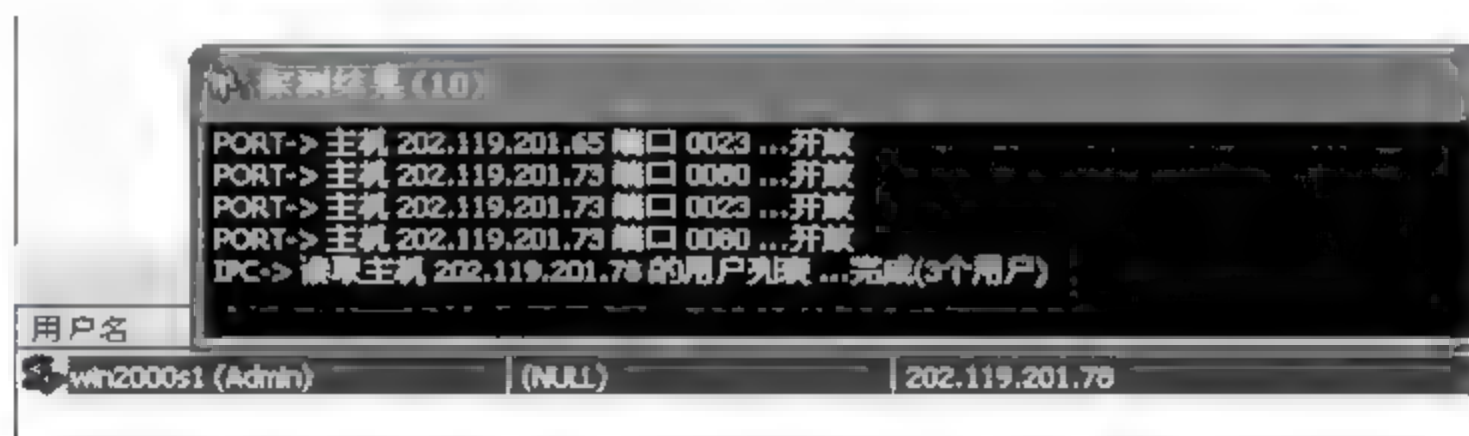 探测结果(10)
PORT-> 主机 202.119.201.65 端口 0023 ...开放
PORT-> 主机 202.119.201.73 端口 0080 ...开放
PORT-> 主机 202.119.201.73 端口 0023 ...开放
PORT-> 主机 202.119.201.73 端口 0080 ...开放
IPC-> 读取主机 202.119.201.78 的用户列表 ...完成(3个用户)
用户名
win2000s1 (Admin) (NULL) 202.119.201.78